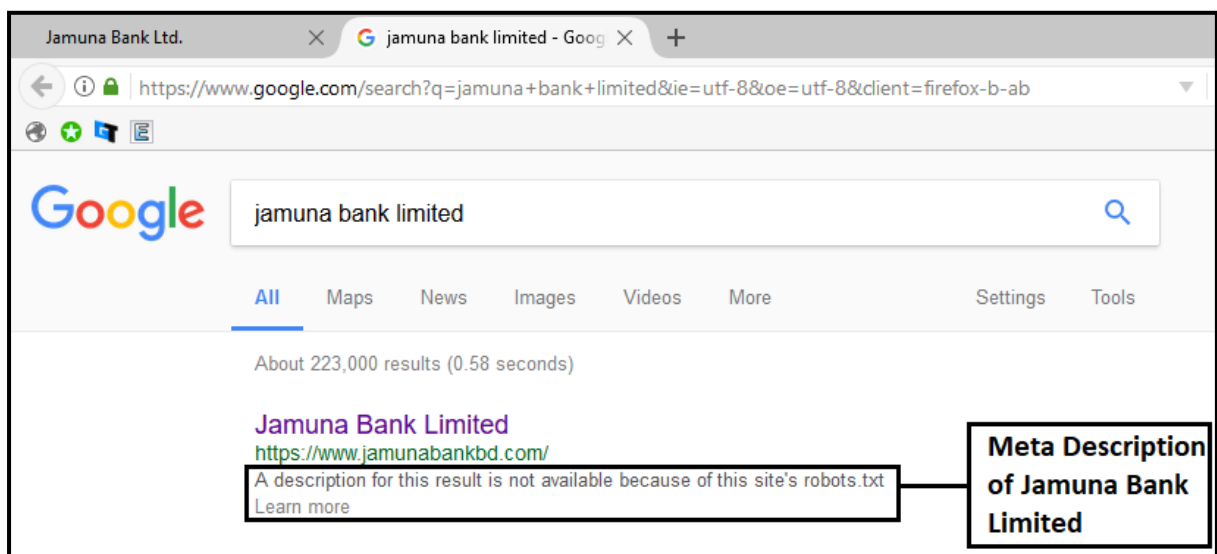 Jamuna Bank Ltd.
G jamuna bank limited - Goog
https://www.google.com/search?q=jamuna+bank+limited&ie=utf-8&oe=utf-8&client=firefox-b-ab
Google
jamuna bank limited
All Maps News Images Videos More Settings Tools
About 223,000 results (0.58 seconds)
Jamuna Bank Limited
https://www.jamunabankbd.com/
A description for this result is not available because of this site's robots.txt
Learn more
Meta Description
of Jamuna Bank
Limited